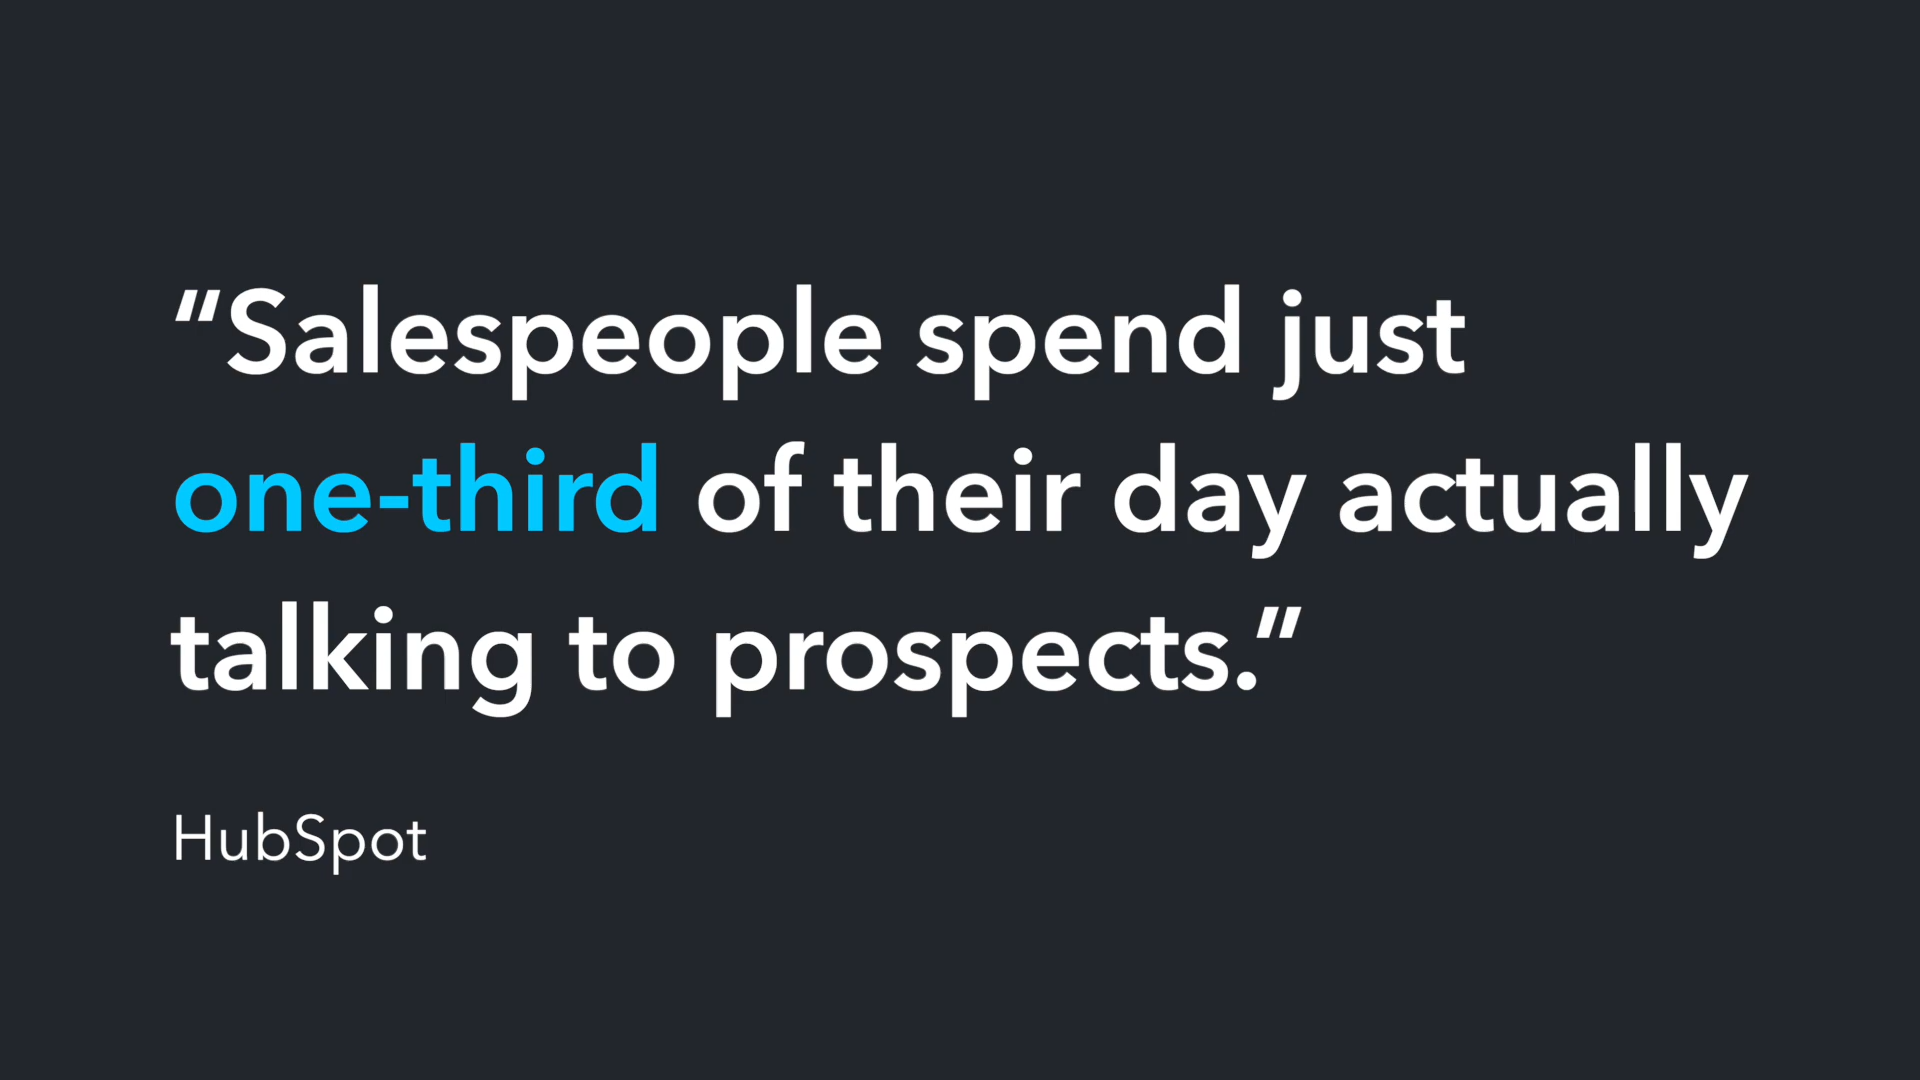 “Salespeople spend just
one-third of their day actually
talking to prospects.”
HubSpot